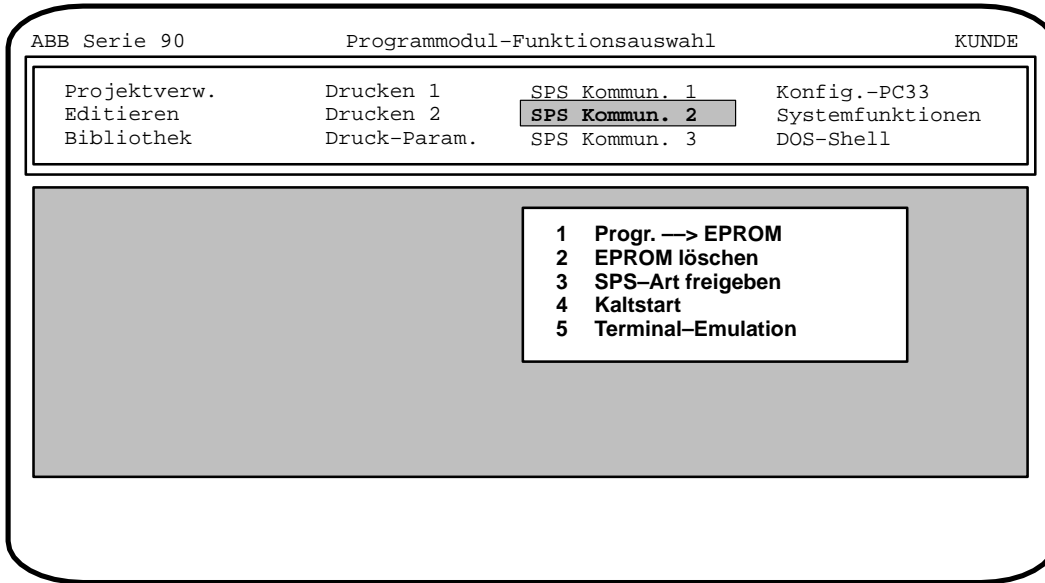 ABB Serie 90 Programmodul-Funktionsauswahl KUNDE
Projektverw. Drucken 1 SPS Kommun. 1 Konfig.-PC33
Editieren Drucken 2 SPS Kommun. 2 Systemfunktionen
Bibliothek Druck-Param. SPS Kommun. 3 DOS-Shell
1 Progr. ––> EPROM
2 EPROM löschen
3 SPS–Art freigeben
4 Kaltstart
5 Terminal–Emulation